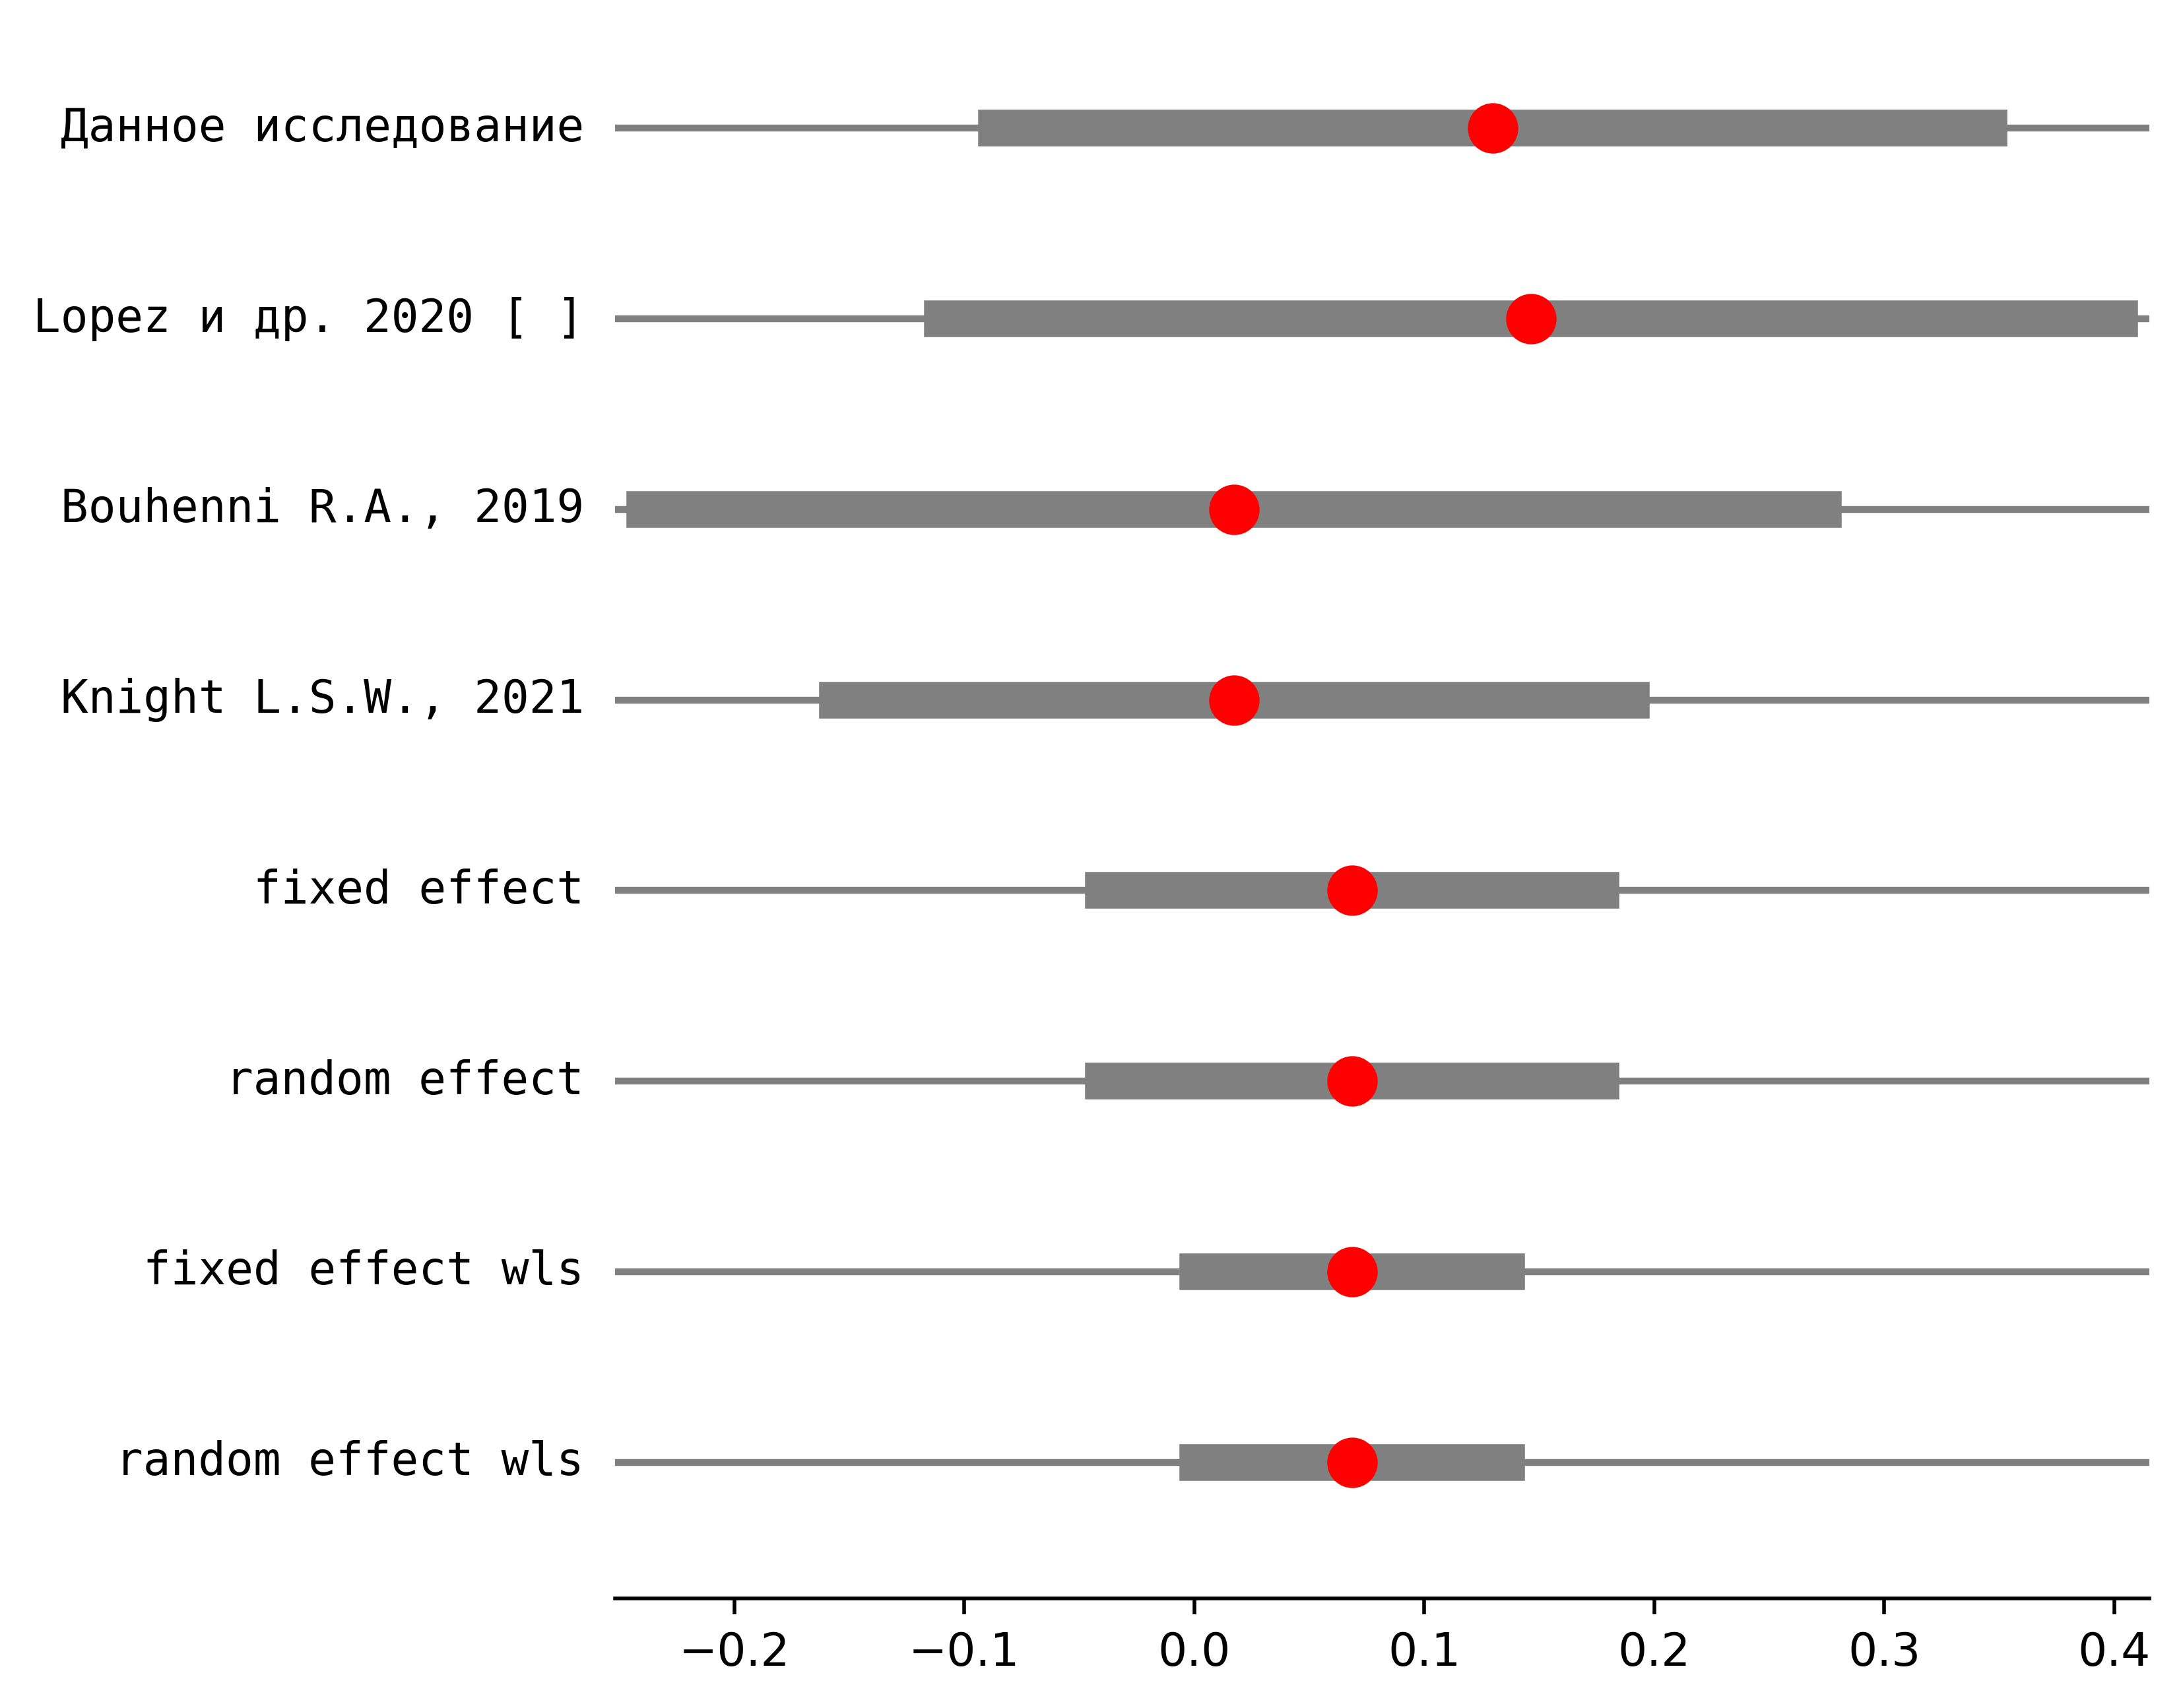 Данное исследование
Lopez и др. 2020 [ ]
Bouhenni R.A., 2019
Knight L.S.W., 2021
fixed effect
random effect
fixed effect wls
random effect wls
−0.2 −0.1 0.0 0.1 0.2 0.3 0.4